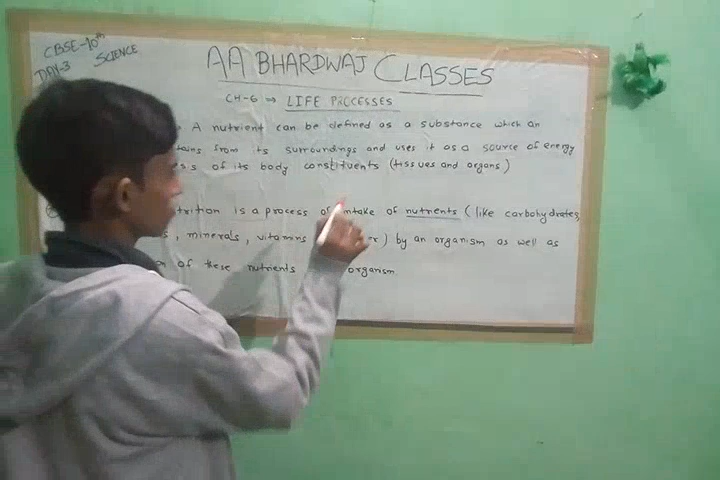 CBSE-10th
DAY-3 SCIENCE
AA BHARDWAJ CLASSES
CH-6 ⇒ LIFE PROCESSES
A nutrient can be defined as a substance which an
from its surroundings and uses it as a source of energy
of its body constituents (tissues and organs)
is a process of intake of nutrients (like carbohydrates,
, minerals, vitamins ) by an organism as well as
of these nutrients organism